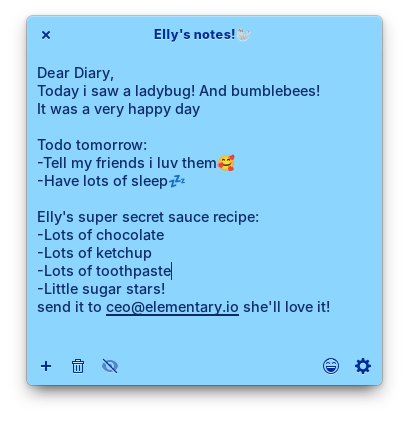 Elly's notes!🐘
Dear Diary,
Today i saw a ladybug! And bumblebees!
It was a very happy day
Todo tomorrow:
-Tell my friends i luv them🥰
-Have lots of sleep💤
Elly's super secret sauce recipe:
-Lots of chocolate
-Lots of ketchup
-Lots of toothpaste
-Little sugar stars!
send it to ceo@elementary.io she'll love it!